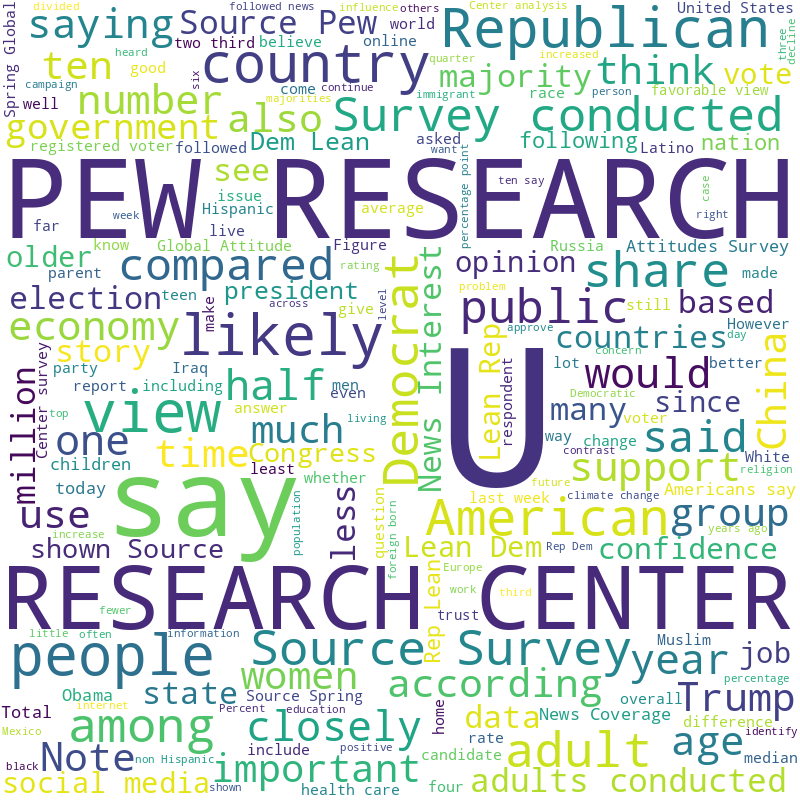 divided followed news influence others Center analysis United States
saying Source Pew Republican
Spring Global two third believe online world increased three decline
ten good country majority think vote
six come quarter favorable view
campaign heard continue immigrant person
well number majorities also Survey conducted race
government Dem Lean asked following Latino nation
registered voter followed want
see percentage point ten say case
PEW RESEARCH
issue average right
far week Hispanic live
older know Global Attitude Figure Russia Attitudes Survey
parent teen compared rating News Interest opinion share made
election make president across give level Democrat problem public still based
economy likely approve countries However day
story party Iraq men Lean Rep respondent concern lot better China
report including half even would
million Center survey top view answer living U Democratic many voter since
one much way change said White
children time Congress least contrast religion
today whether question support future
say population last week climate change Americans say
use less American group years ago
increase shown Source foreign born Lean Dem Rep Dem confidence
Europe
RESEARCH CENTER
fewer work third
trust
little often information Rep Lean Muslim
people Source Survey year job
women according percentage
Obama state Source Spring overall Trump
Total internet Percent education home data News Coverage difference identify
Mexico among closely rate age
Note include positive candidate adult median
black non Hispanic important
social media shown health care four adults conducted